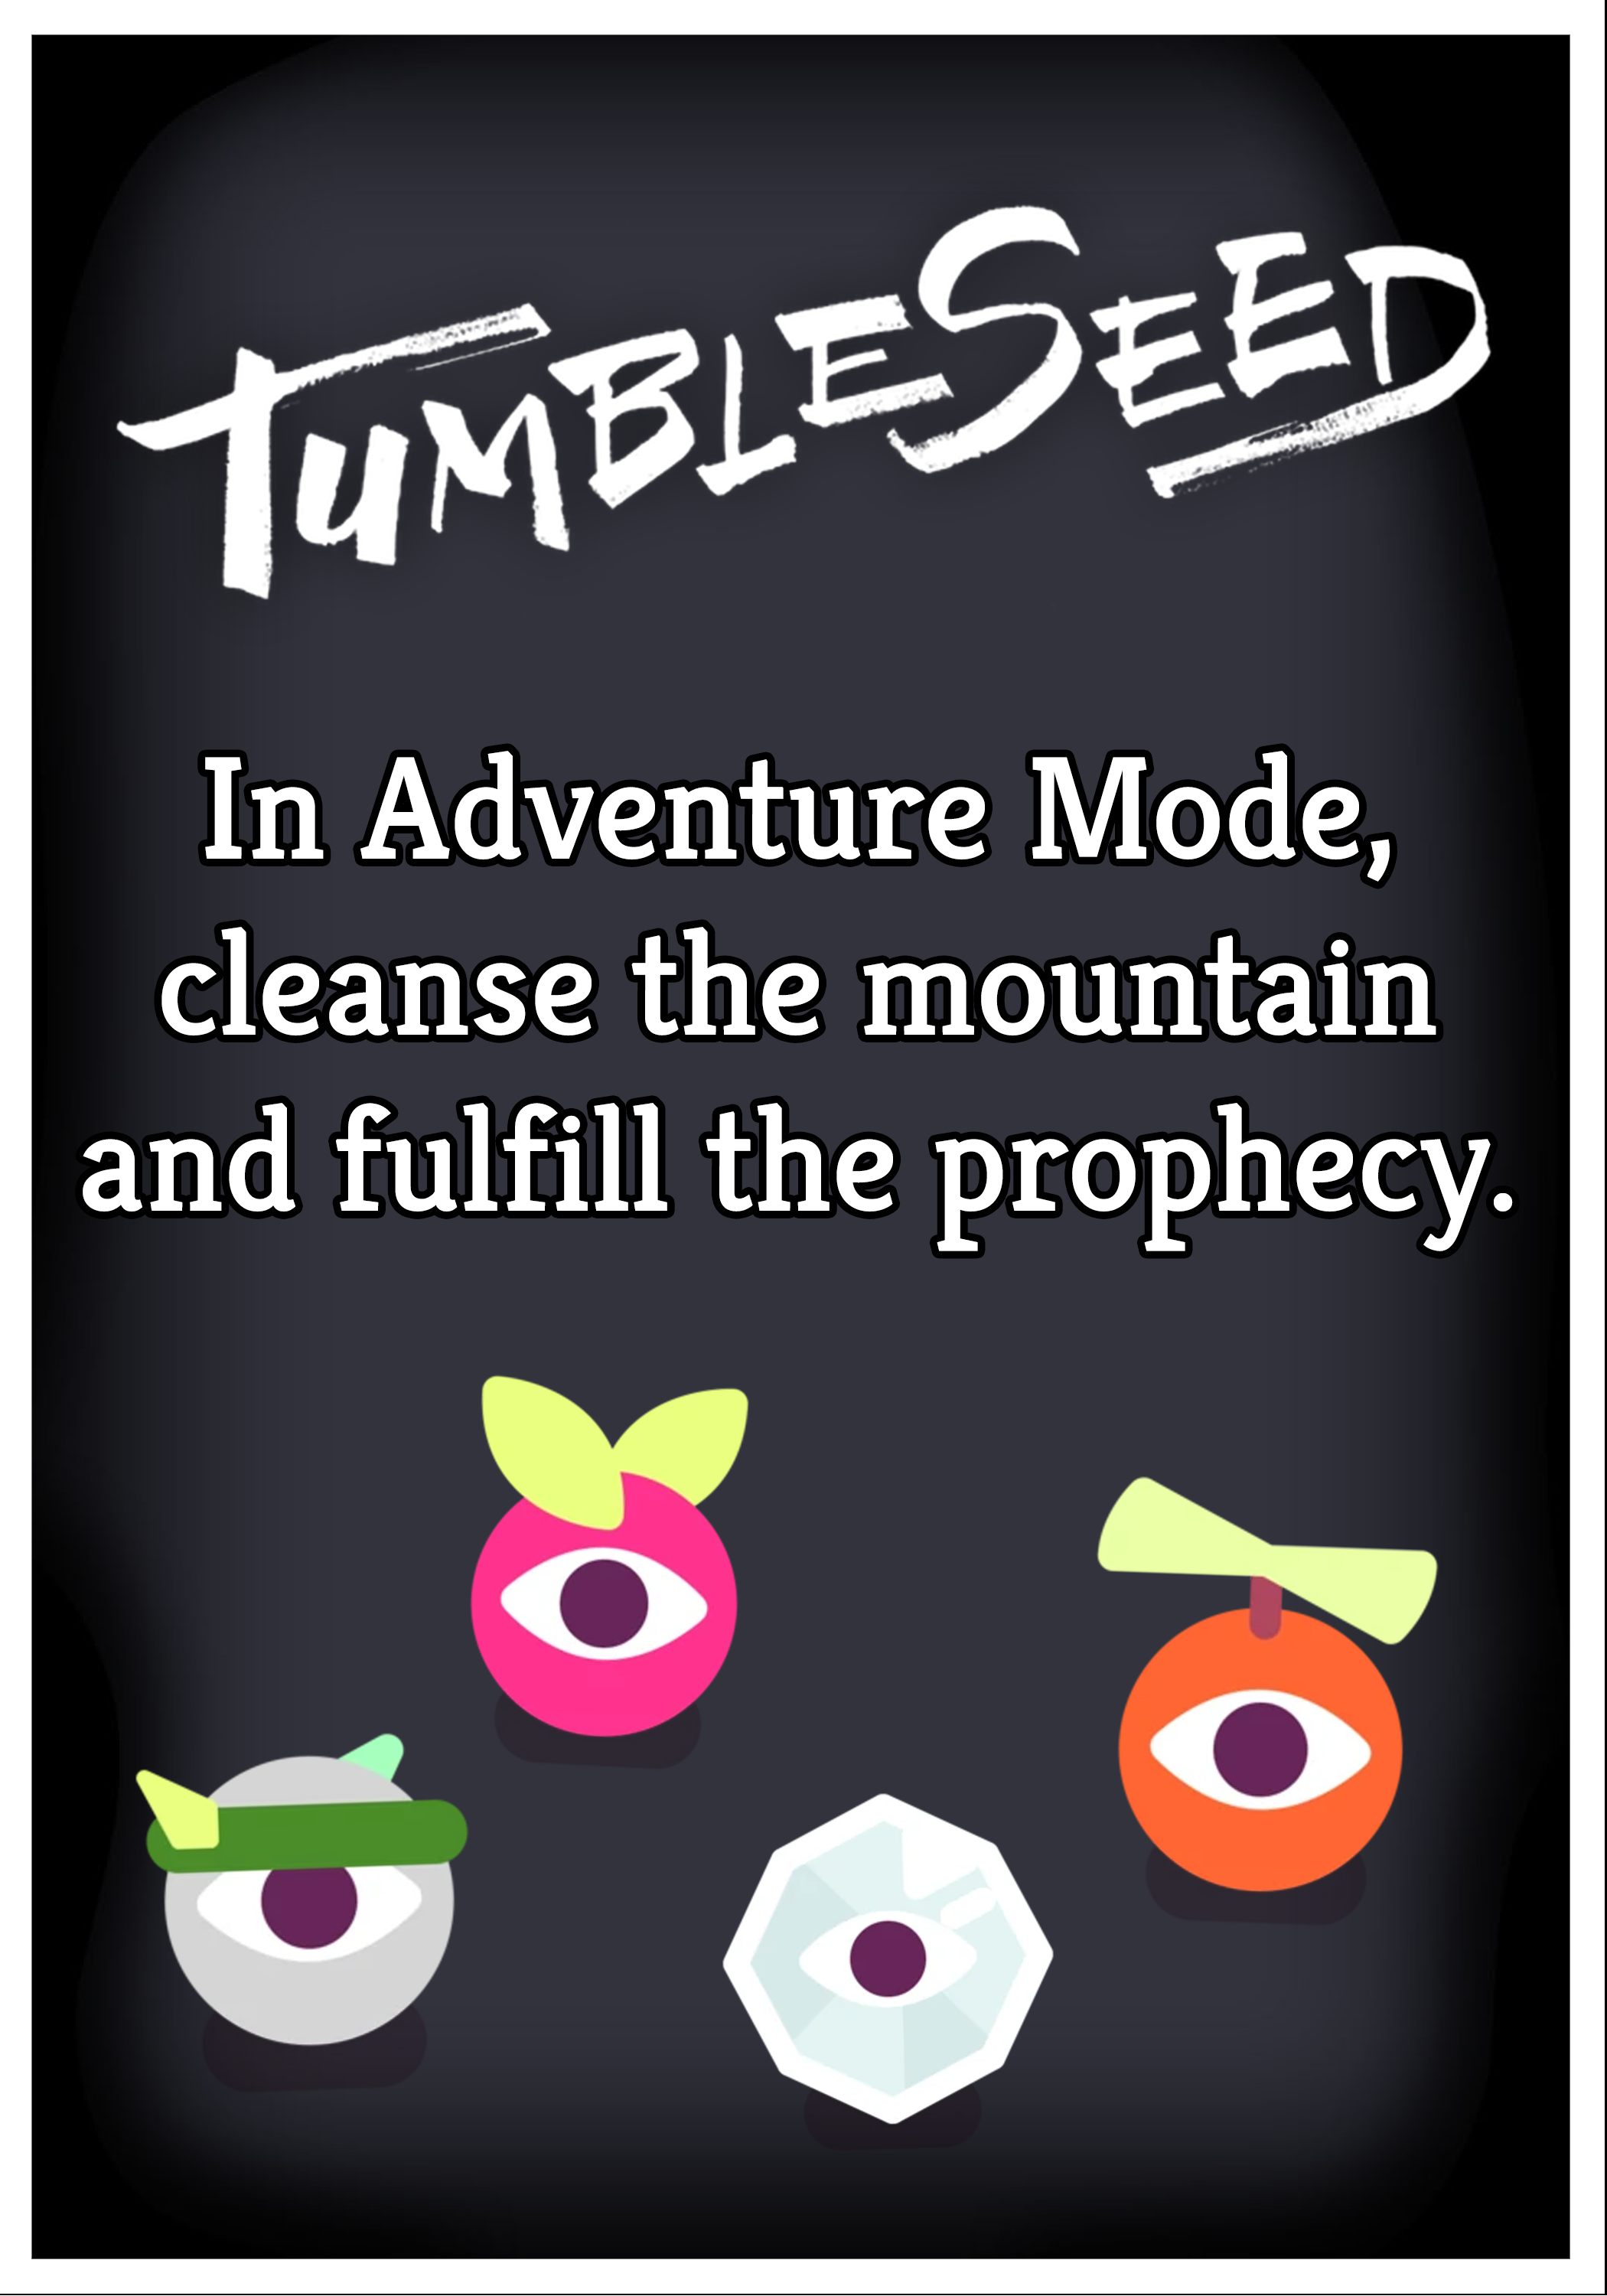 TUMBLESEED
In Adventure Mode,
cleanse the mountain
and fulfill the prophecy.